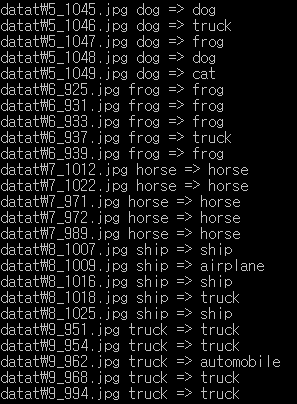 datat₩5_1045.jpg dog => dog
datat₩5_1046.jpg dog => truck
datat₩5_1047.jpg dog => frog
datat₩5_1048.jpg dog => dog
datat₩5_1049.jpg dog => cat
datat₩6_925.jpg frog => frog
datat₩6_931.jpg frog => frog
datat₩6_933.jpg frog => frog
datat₩6_937.jpg frog => truck
datat₩6_939.jpg frog => frog
datat₩7_1012.jpg horse => horse
datat₩7_1022.jpg horse => horse
datat₩7_971.jpg horse => horse
datat₩7_972.jpg horse => horse
datat₩7_989.jpg horse => horse
datat₩8_1007.jpg ship => ship
datat₩8_1009.jpg ship => airplane
datat₩8_1016.jpg ship => ship
datat₩8_1018.jpg ship => truck
datat₩8_1025.jpg ship => ship
datat₩9_951.jpg truck => truck
datat₩9_954.jpg truck => truck
datat₩9_962.jpg truck => automobile
datat₩9_968.jpg truck => truck
datat₩9_994.jpg truck => truck